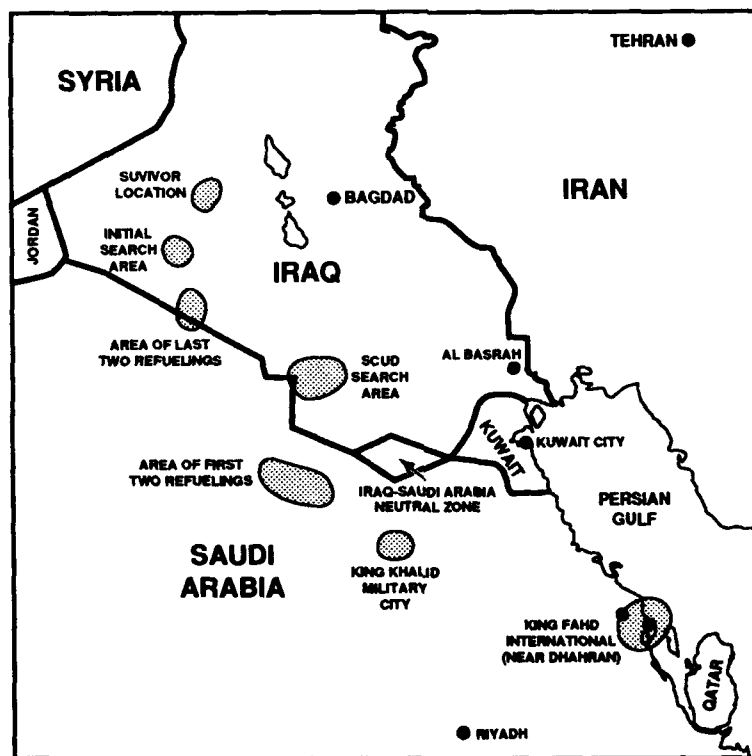 TEHRAN
SYRIA
SUVIVOR
LOCATION
BAGDAD
IRAN
JORDAN
INITIAL
SEARCH
AREA
IRAQ
AREA OF LAST
TWO REFUELINGS
SCUD
SEARCH
AREA
AL BASRAH
KUWAIT
KUWAIT CITY
AREA OF FIRST
TWO REFUELINGS
IRAQ-SAUDI ARABIA
NEUTRAL ZONE
PERSIAN
GULF
SAUDI
ARABIA
KING KHALID
MILITARY
CITY
KING FAHD
INTERNATIONAL
(NEAR DHAHRAN)
QATAR
RIYADH